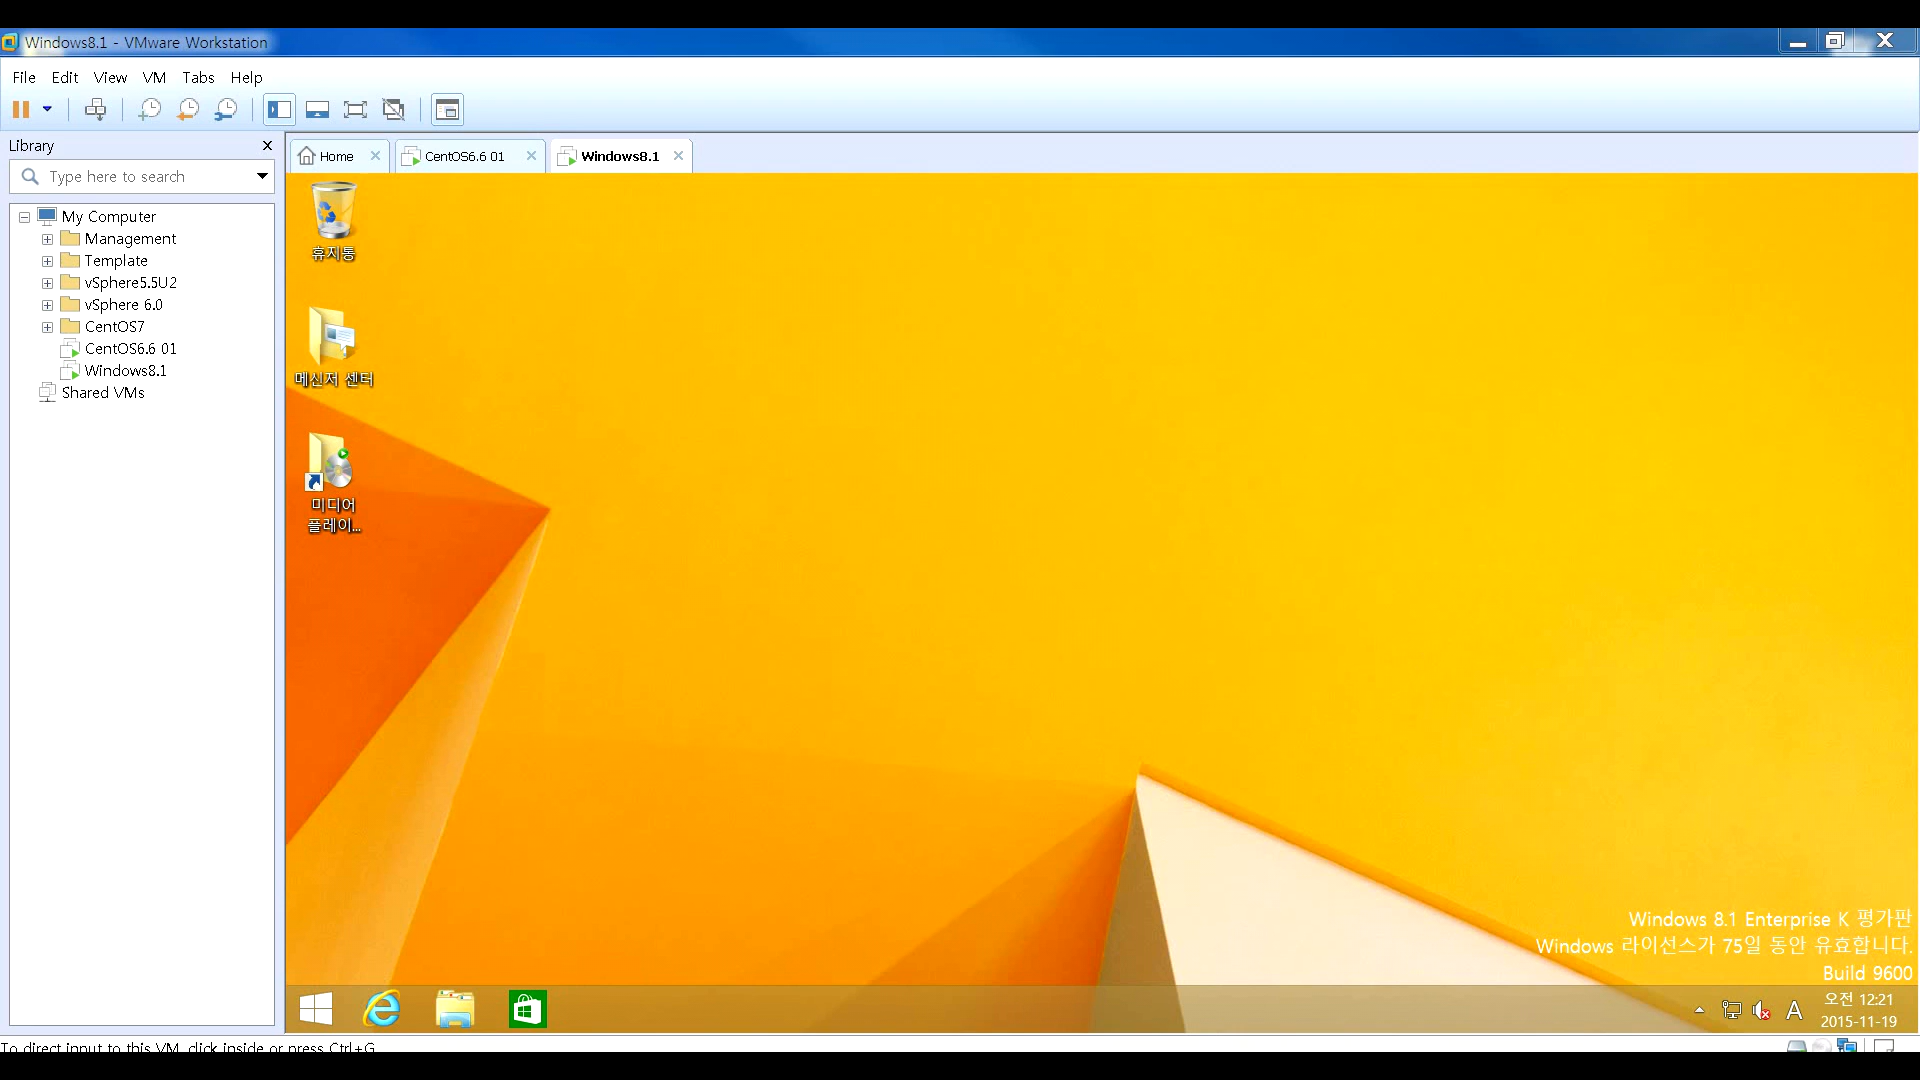 Windows8.1 - VMware Workstation
File Edit View VM Tabs Help
Library
Type here to search
My Computer
Management
Template
vSphere5.5U2
vSphere 6.0
CentOS7
CentOS6.6 01
Windows8.1
Shared VMs
Home
CentOS6.6 01
Windows8.1
휴지통
메신저 센터
미디어
플레이...
Windows 8.1 Enterprise K 평가판
Windows 라이선스가 75일 동안 유효합니다.
Build 9600
A
오전 12:21
2015-11-19
To direct input to this VM, click inside or press Ctrl+G.